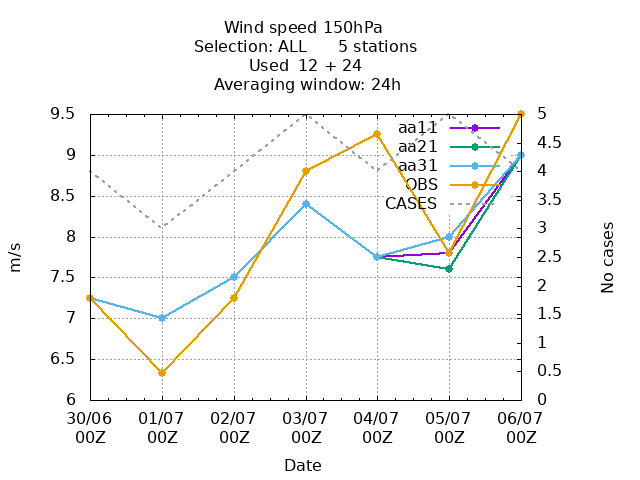 Wind speed 150hPa
Selection: ALL 5 stations
Used 12 + 24
Averaging window: 24h
9.5
9
8.5
8
7.5
7
6.5
6
m/s
5
4.5
4
3.5
3
2.5
2
1.5
1
0.5
0
No cases
aa11
aa21
aa31
OBS
CASES
30/06 01/07 02/07 03/07 04/07 05/07 06/07
00Z 00Z 00Z 00Z 00Z 00Z 00Z
Date